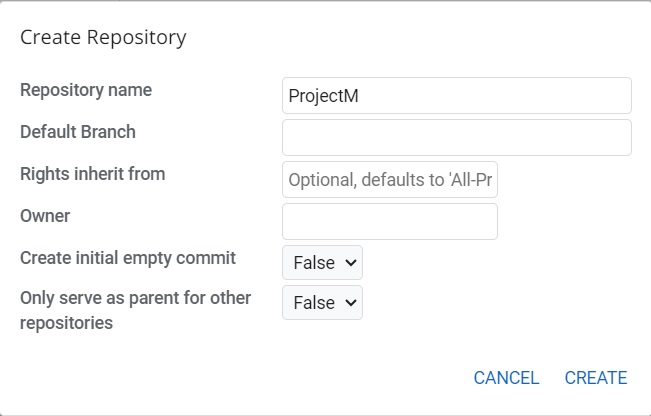 Create Repository
Repository name
ProjectM
Default Branch
Rights inherit from
Optional, defaults to 'All-Pr
Owner
Create initial empty commit
False
Only serve as parent for other
repositories
False
CANCEL CREATE